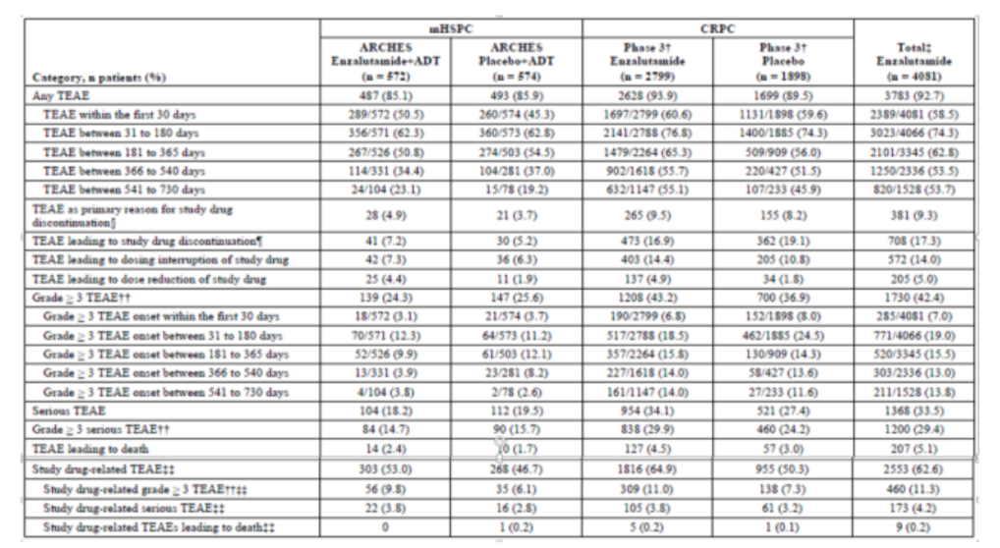 mHSPC CRPC
Category, n patients (%) ARCHES Enzalutamide+ADT (n = 572) ARCHES Placebo+ADT (n = 574) Phase 3† Enzalutamide (n = 2799) Phase 3† Placebo (n = 1898) Total‡ Enzalutamide (n = 4081)
Any TEAE 487 (85.1) 493 (85.9) 2628 (93.9) 1699 (89.5) 3783 (92.7)
TEAE within the first 30 days 289/572 (50.5) 260/574 (45.3) 1697/2799 (60.6) 1131/1898 (59.6) 2389/4081 (58.5)
TEAE between 31 to 180 days 356/571 (62.3) 360/573 (62.8) 2141/2788 (76.8) 1400/1885 (74.3) 3023/4066 (74.3)
TEAE between 181 to 365 days 267/526 (50.8) 274/503 (54.5) 1479/2264 (65.3) 509/909 (56.0) 2101/3345 (62.8)
TEAE between 366 to 540 days 114/331 (34.4) 104/281 (37.0) 902/1618 (55.7) 220/427 (51.5) 1250/2336 (53.5)
TEAE between 541 to 730 days 24/104 (23.1) 15/78 (19.2) 632/1147 (55.1) 107/233 (45.9) 820/1528 (53.7)
TEAE as primary reason for study drug discontinuation§ 28 (4.9) 21 (3.7) 265 (9.5) 155 (8.2) 381 (9.3)
TEAE leading to study drug discontinuation¶ 41 (7.2) 30 (5.2) 473 (16.9) 362 (19.1) 708 (17.3)
TEAE leading to dosing interruption of study drug 42 (7.3) 36 (6.3) 403 (14.4) 205 (10.8) 572 (14.0)
TEAE leading to dose reduction of study drug 25 (4.4) 11 (1.9) 137 (4.9) 34 (1.8) 205 (5.0)
Grade ≥ 3 TEAE†† 139 (24.3) 147 (25.6) 1208 (43.2) 700 (36.9) 1730 (42.4)
Grade ≥ 3 TEAE onset within the first 30 days 18/572 (3.1) 21/574 (3.7) 190/2799 (6.8) 152/1898 (8.0) 285/4081 (7.0)
Grade ≥ 3 TEAE onset between 31 to 180 days 70/571 (12.3) 64/573 (11.2) 517/2788 (18.5) 462/1885 (24.5) 771/4066 (19.0)
Grade ≥ 3 TEAE onset between 181 to 365 days 52/526 (9.9) 61/503 (12.1) 357/2264 (15.8) 130/909 (14.3) 520/3345 (15.5)
Grade ≥ 3 TEAE onset between 366 to 540 days 13/331 (3.9) 23/281 (8.2) 227/1618 (14.0) 58/427 (13.6) 303/2336 (13.0)
Grade ≥ 3 TEAE onset between 541 to 730 days 4/104 (3.8) 2/78 (2.6) 161/1147 (14.0) 27/233 (11.6) 211/1528 (13.8)
Serious TEAE 104 (18.2) 112 (19.5) 954 (34.1) 521 (27.4) 1368 (33.5)
Grade ≥ 3 serious TEAE†† 84 (14.7) 90 (15.7) 838 (29.9) 460 (24.2) 1200 (29.4)
TEAE leading to death 14 (2.4) 10 (1.7) 127 (4.5) 57 (3.0) 207 (5.1)
Study drug-related TEAE‡‡ 303 (53.0) 268 (46.7) 1816 (64.9) 955 (50.3) 2553 (62.6)
Study drug-related grade ≥ 3 TEAE††‡‡ 56 (9.8) 35 (6.1) 309 (11.0) 138 (7.3) 460 (11.3)
Study drug-related serious TEAE‡‡ 22 (3.8) 16 (2.8) 105 (3.8) 61 (3.2) 173 (4.2)
Study drug-related TEAEs leading to death‡‡ 0 1 (0.2) 5 (0.2) 1 (0.1) 9 (0.2)